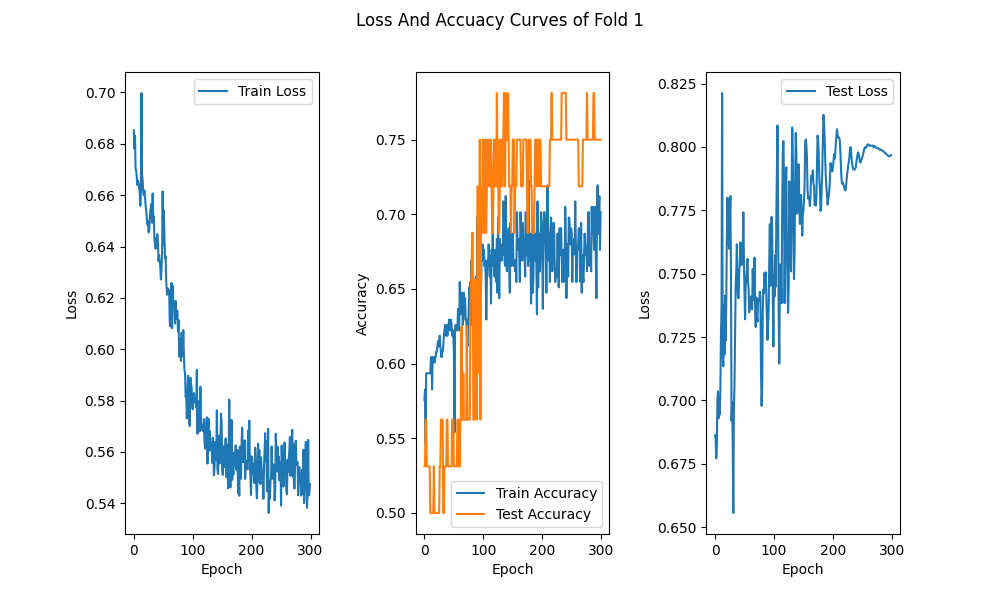 Loss And Accuacy Curves of Fold 1
Loss
0.70
0.68
0.66
0.64
0.62
0.60
0.58
0.56
0.54
Train Loss
0 100 200 300
Epoch
Accuracy
0.75
0.70
0.65
0.60
0.55
0.50
Train Accuracy
Test Accuracy
0 100 200 300
Epoch
Loss
0.825
0.800
0.775
0.750
0.725
0.700
0.675
0.650
Test Loss
0 100 200 300
Epoch